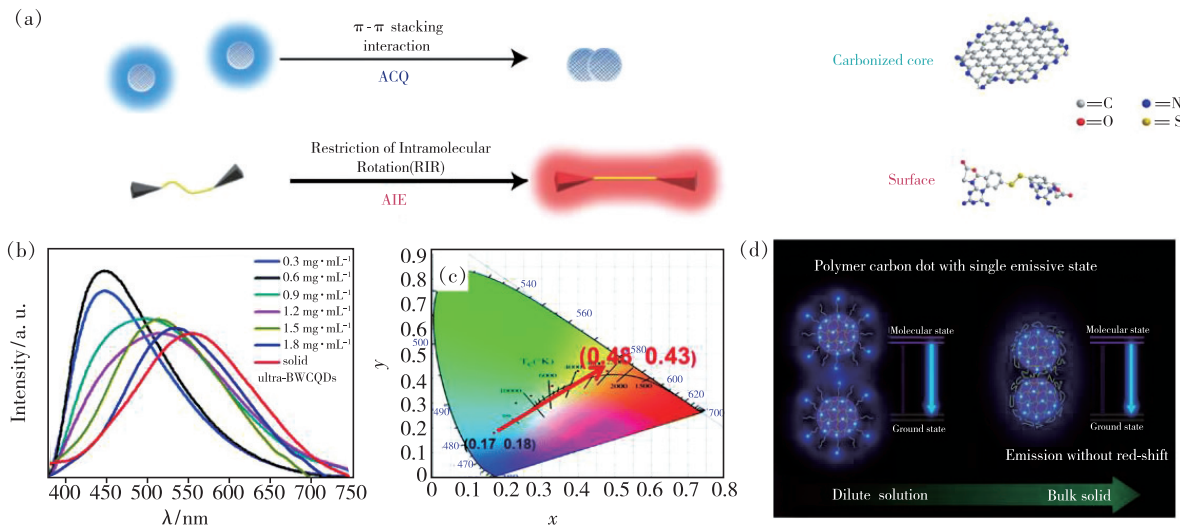 (a)
π-π stacking
interaction
ACQ
Carbonized core
=C
=N
=O
=S
Restriction of Intramolecular
Rotation(RIR)
AIE
Surface
(b)
Intensity/a. u.
0.3 mg·mL⁻¹
0.6 mg·mL⁻¹
0.9 mg·mL⁻¹
1.2 mg·mL⁻¹
1.5 mg·mL⁻¹
1.8 mg·mL⁻¹
solid
ultra-BWCQDs
400 450 500 550 600 650 700 750
λ/nm
(c)
y
0.9
0.8
0.7
0.6
0.5
0.4
0.3
0.2
0.1
0
540
560
500
580
600
620
700
490
480
470
(0.48 0.43)
Tc(°K)
10000
6000
4000
2000
1500
(0.17 0.18)
0 0.1 0.2 0.3 0.4 0.5 0.6 0.7 0.8
x
(d)
Polymer carbon dot with single emissive state
Molecular state
Molecular state
Ground state
Ground state
Emission without red-shift
Dilute solution
Bulk solid